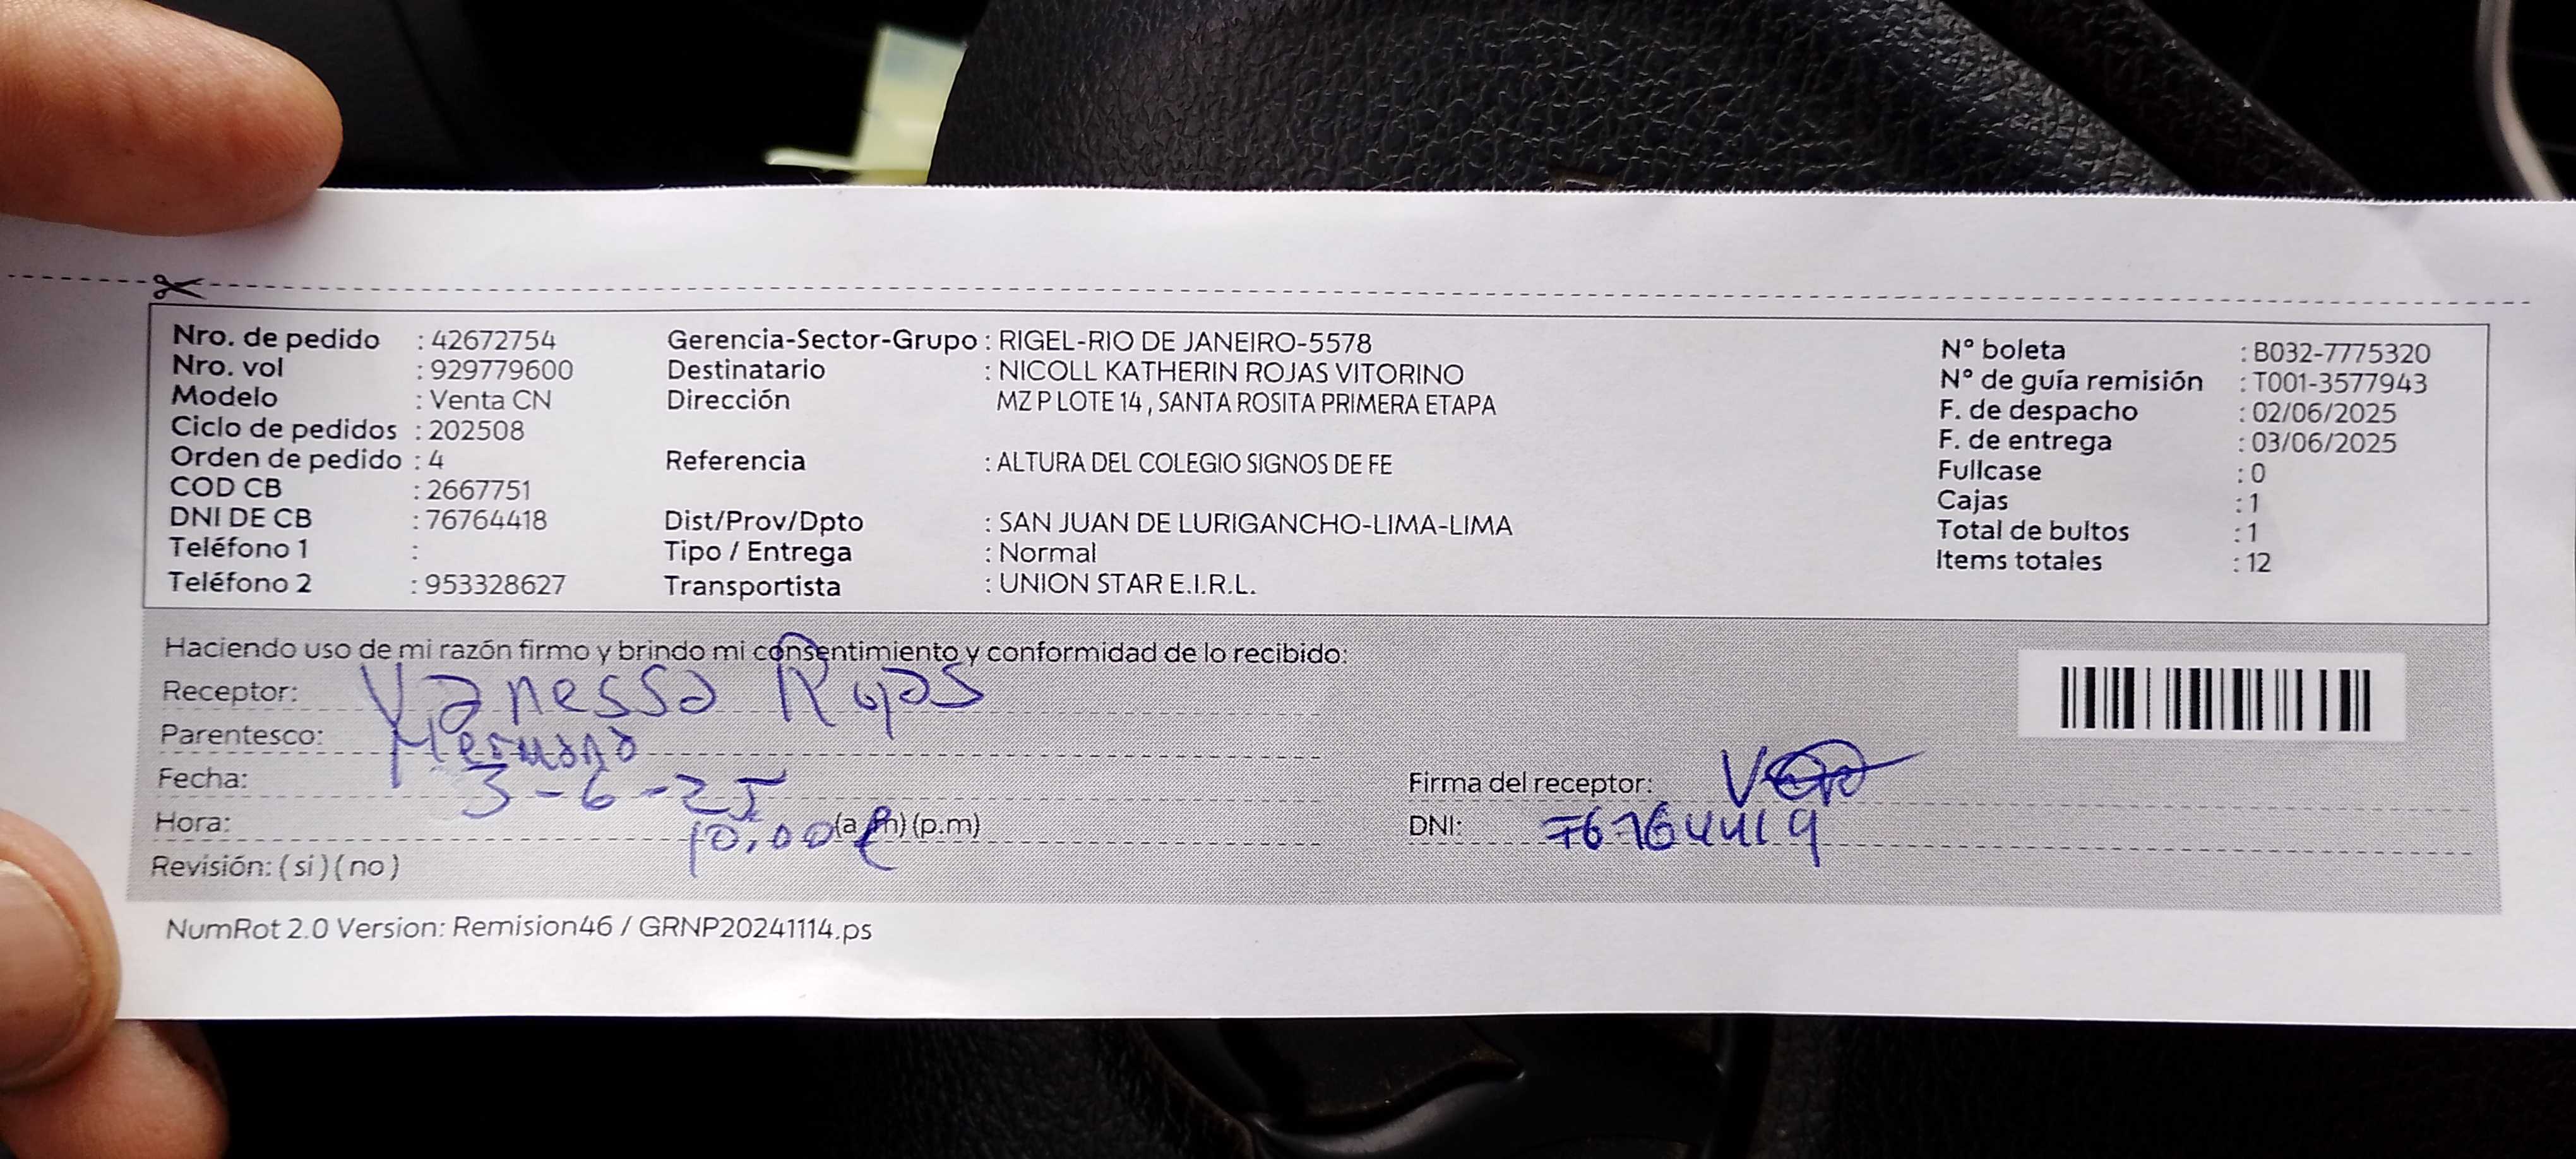 Nro. de pedido : 42672754 Gerencia-Sector-Grupo : RIGEL-RIO DE JANEIRO-5578 N° boleta : B032-7775320
Nro. vol : 929779600 Destinatario : NICOLL KATHERIN ROJAS VITORINO N° de guía remisión : T001-3577943
Modelo : Venta CN Dirección MZ P LOTE 14 , SANTA ROSITA PRIMERA ETAPA F. de despacho : 02/06/2025
Ciclo de pedidos : 202508 F. de entrega : 03/06/2025
Orden de pedido : 4 Referencia : ALTURA DEL COLEGIO SIGNOS DE FE Fullcase : 0
COD CB : 2667751 Cajas : 1
DNI DE CB : 76764418 Dist/Prov/Dpto : SAN JUAN DE LURIGANCHO-LIMA-LIMA Total de bultos : 1
Teléfono 1 : Tipo / Entrega : Normal Items totales : 12
Teléfono 2 : 953328627 Transportista : UNION STAR E.I.R.L.
Haciendo uso de mi razón firmo y brindo mi consentimiento y conformidad de lo recibido:
Receptor: Vanessa Rojas
Parentesco: Hermana
Fecha: 3-6-25 Firma del receptor:
Hora: 10:00 (a.m) (p.m) DNI: 76764419
Revisión: ( si ) ( no )
NumRot 2.0 Version: Remision46 / GRNP20241114.ps